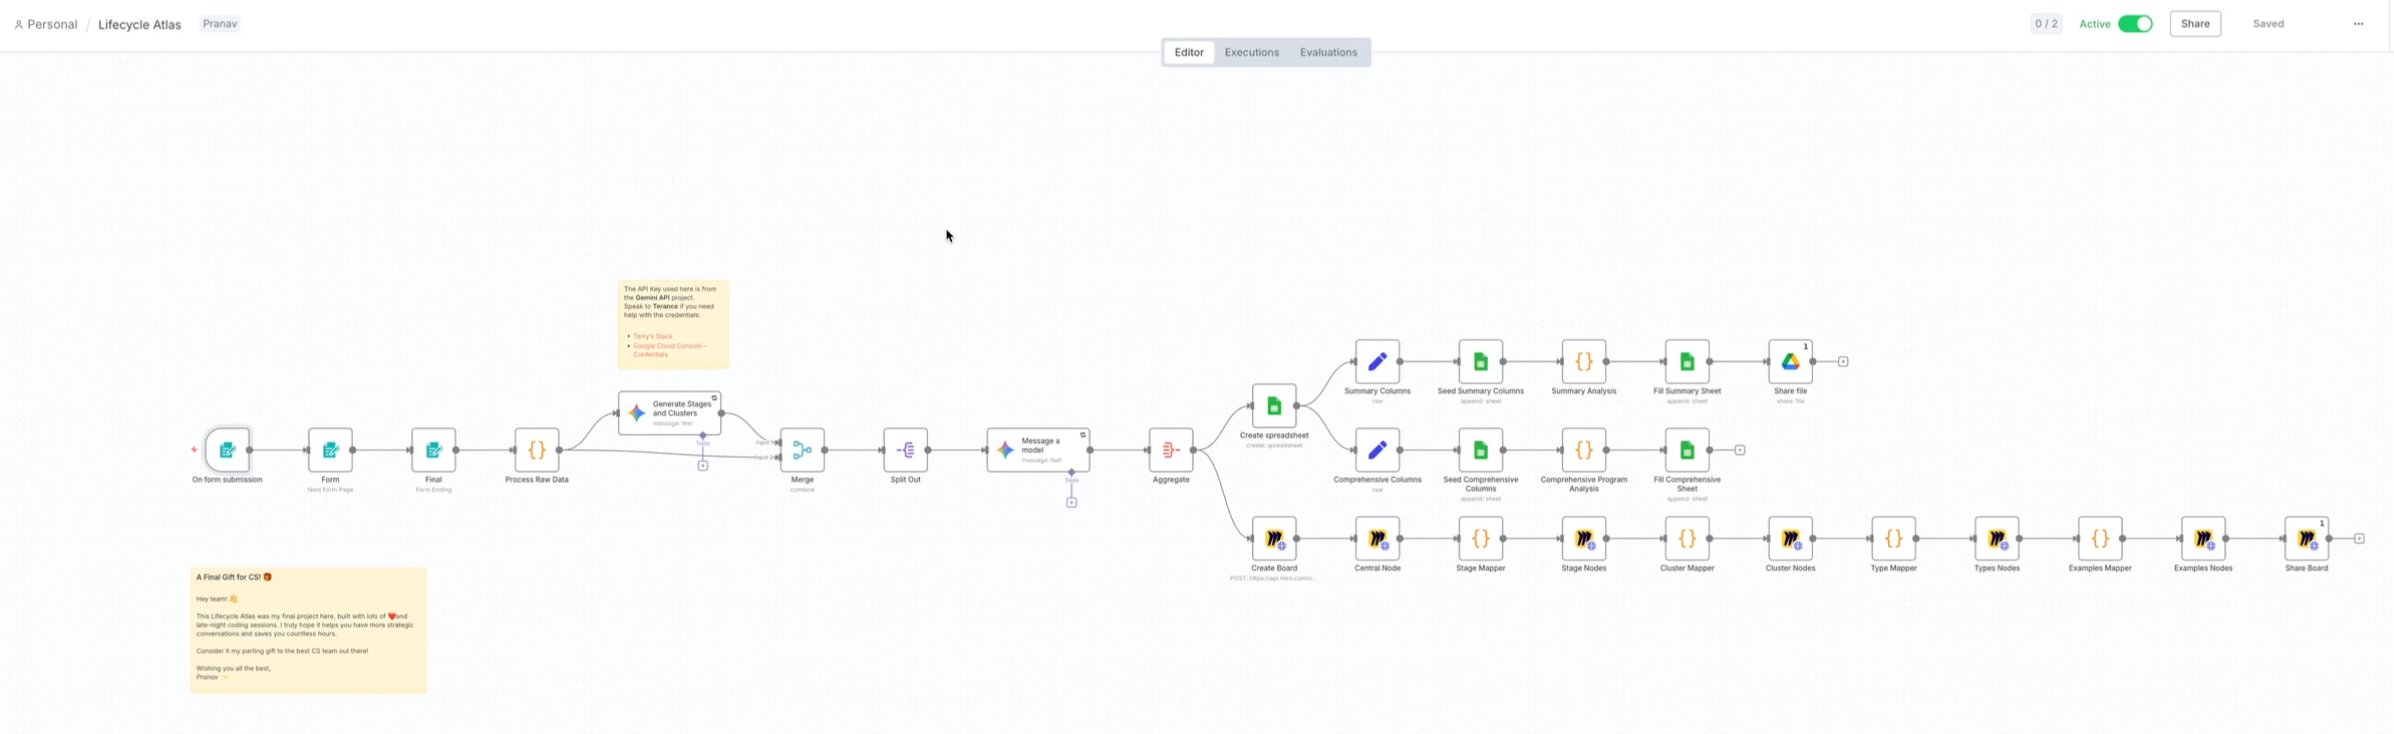 Personal / Lifecycle Atlas Pranav
0 / 2 Active Share Saved ...
Editor Executions Evaluations
The API Key used here is from
the Gemini API project.
Speak to Terance if you need
help with the credentials:
• Terry's Slack
• Google Cloud Console -
Credentials
Generate Stages
and Clusters
message: text
Tools
Input 1
Input 2
On form submission
Form
Next Form Page
Final
Form Ending
Process Raw Data
Merge
combine
Split Out
Message a
model
message: text
Tools
Aggregate
Create spreadsheet
create: spreadsheet
1
Summary Columns
raw
Seed Summary Columns
append: sheet
Summary Analysis
Fill Summary Sheet
append: sheet
Share file
share: file
Comprehensive Columns
raw
Seed Comprehensive
Columns
append: sheet
Comprehensive Program
Analysis
Fill Comprehensive
Sheet
append: sheet
1
Create Board
POST: https://api.miro.com/v...
Central Node
Stage Mapper
Stage Nodes
Cluster Mapper
Cluster Nodes
Type Mapper
Types Nodes
Examples Mapper
Examples Nodes
Share Board
A Final Gift for CS! 🎁
Hey team! 👋
This Lifecycle Atlas was my final project here, built with lots of ❤️and
late-night coding sessions. I truly hope it helps you have more strategic
conversations and saves you countless hours.
Consider it my parting gift to the best CS team out there!
Wishing you all the best,
Pranav ✨